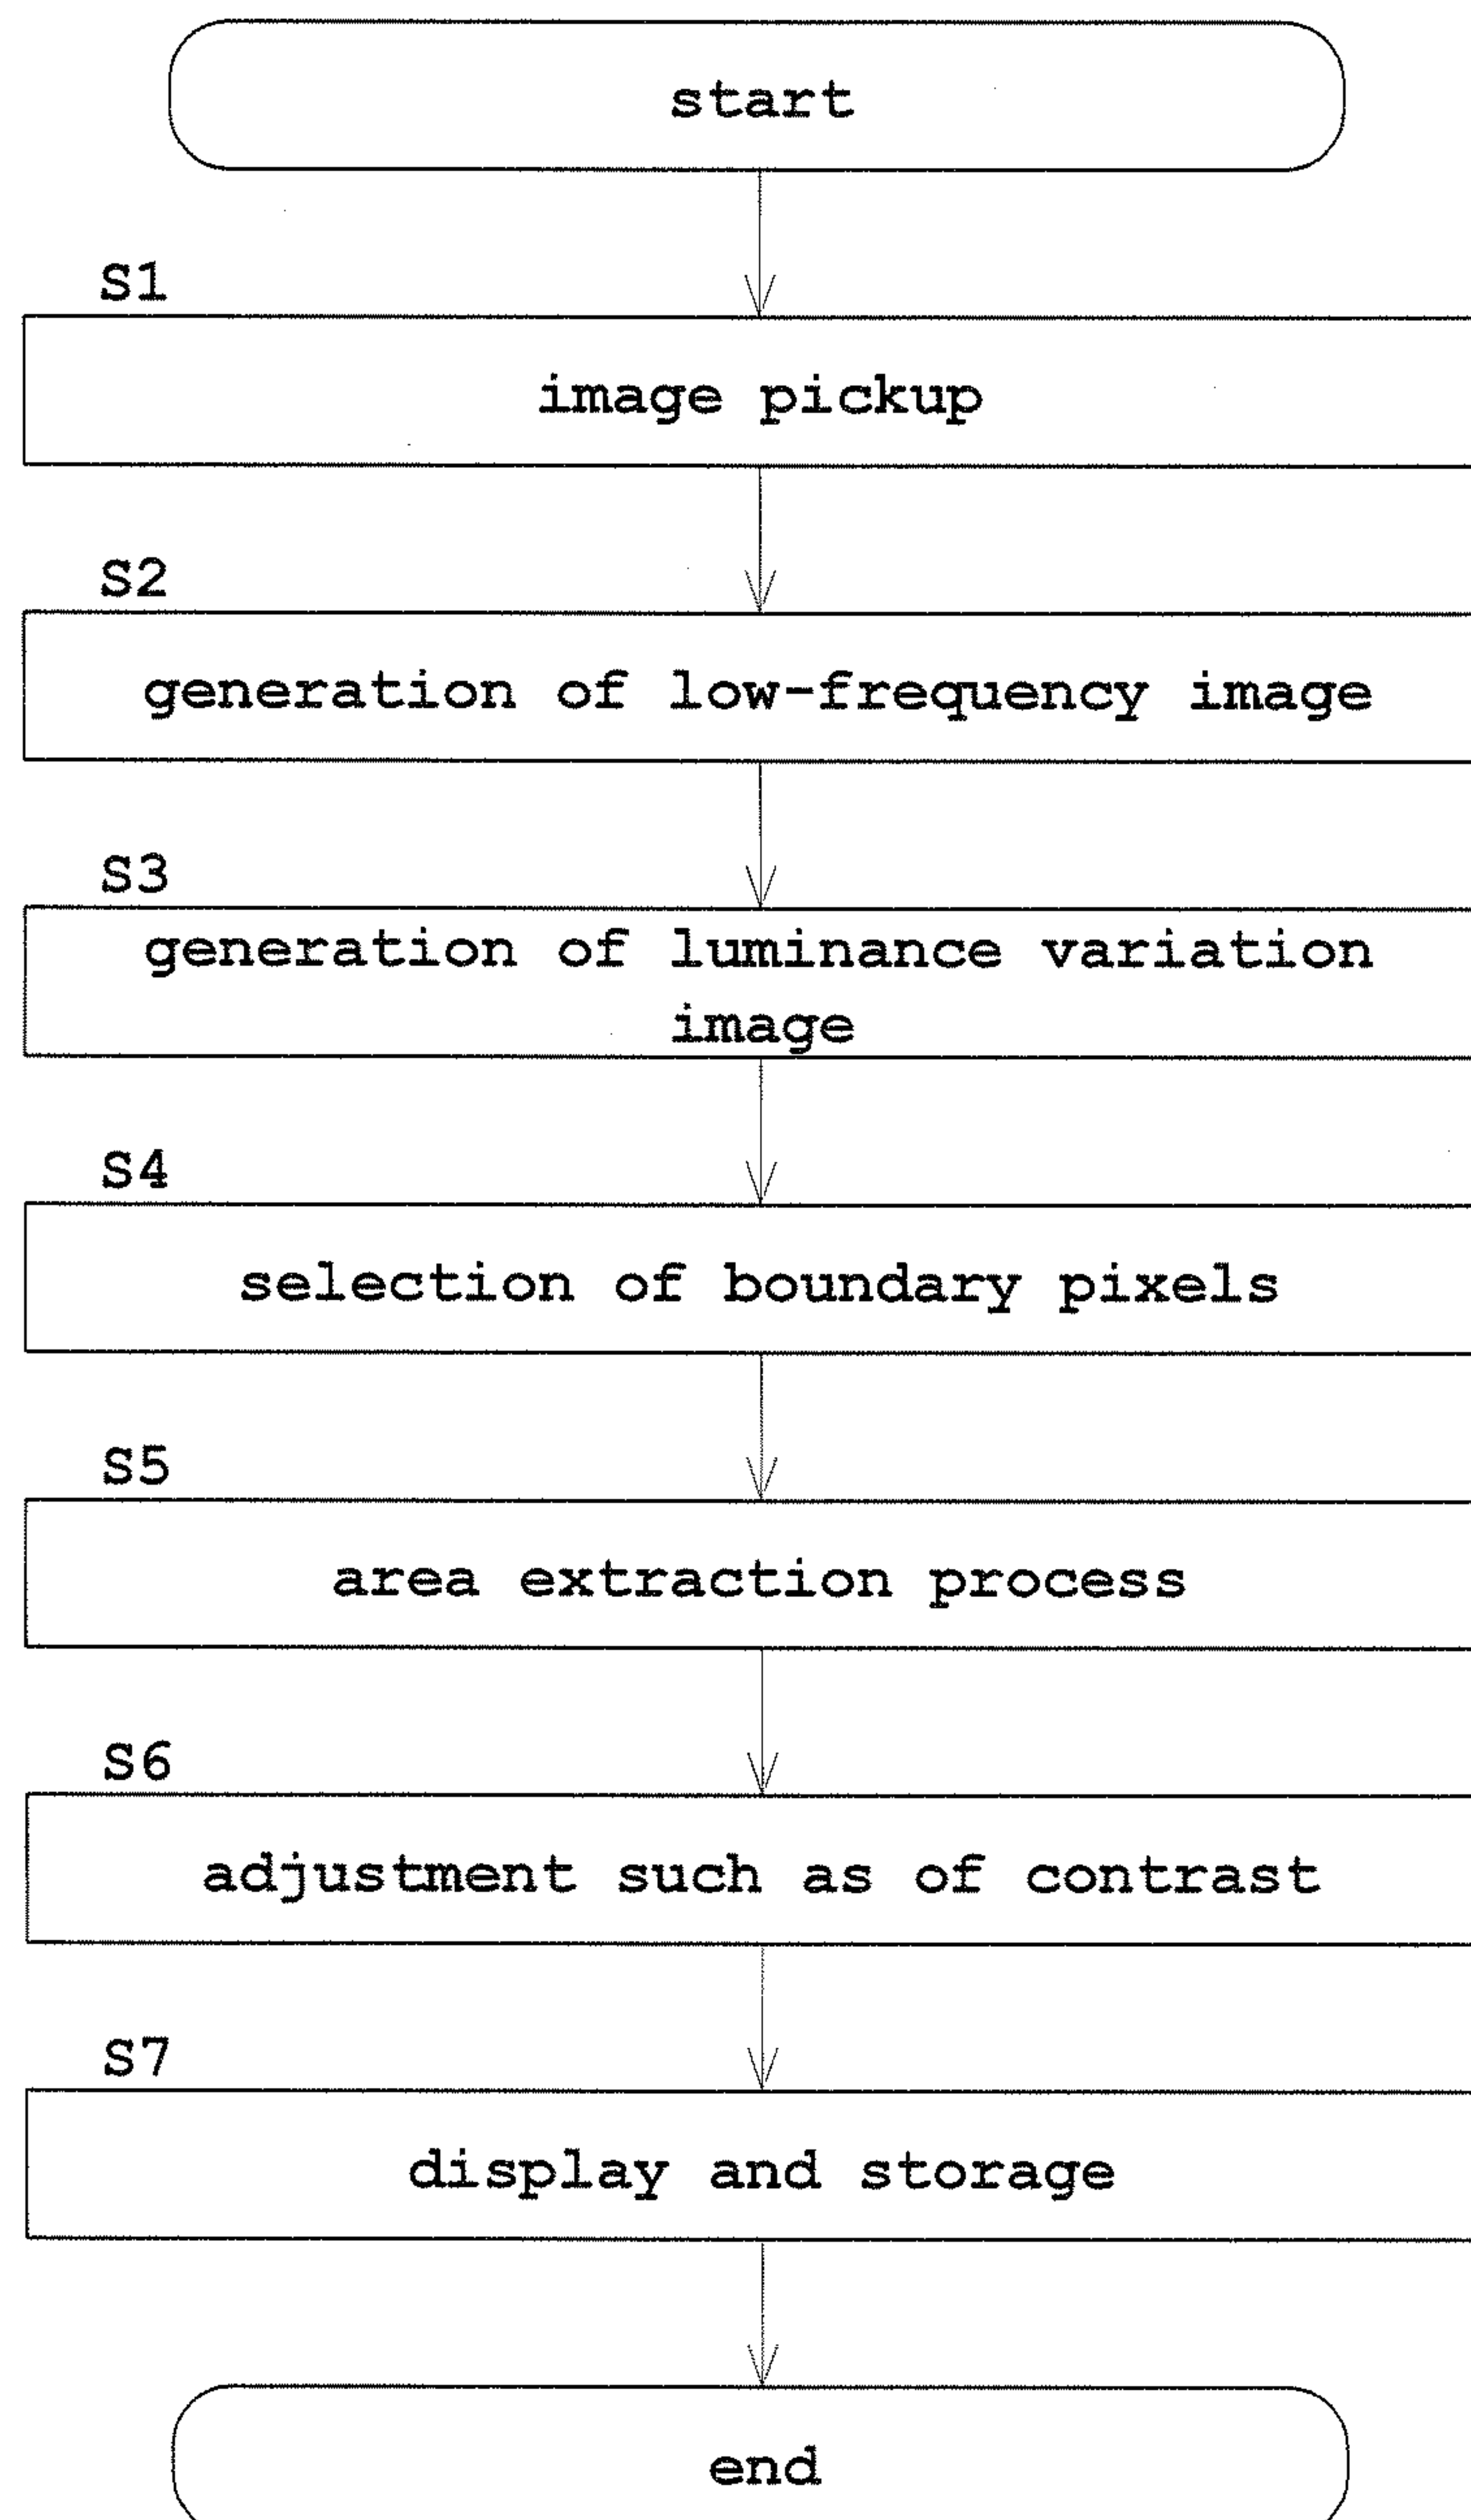 start
S1
image pickup
S2
generation of low-frequency image
S3
generation of luminance variation
image
S4
selection of boundary pixels
S5
area extraction process
S6
adjustment such as of contrast
S7
display and storage
end